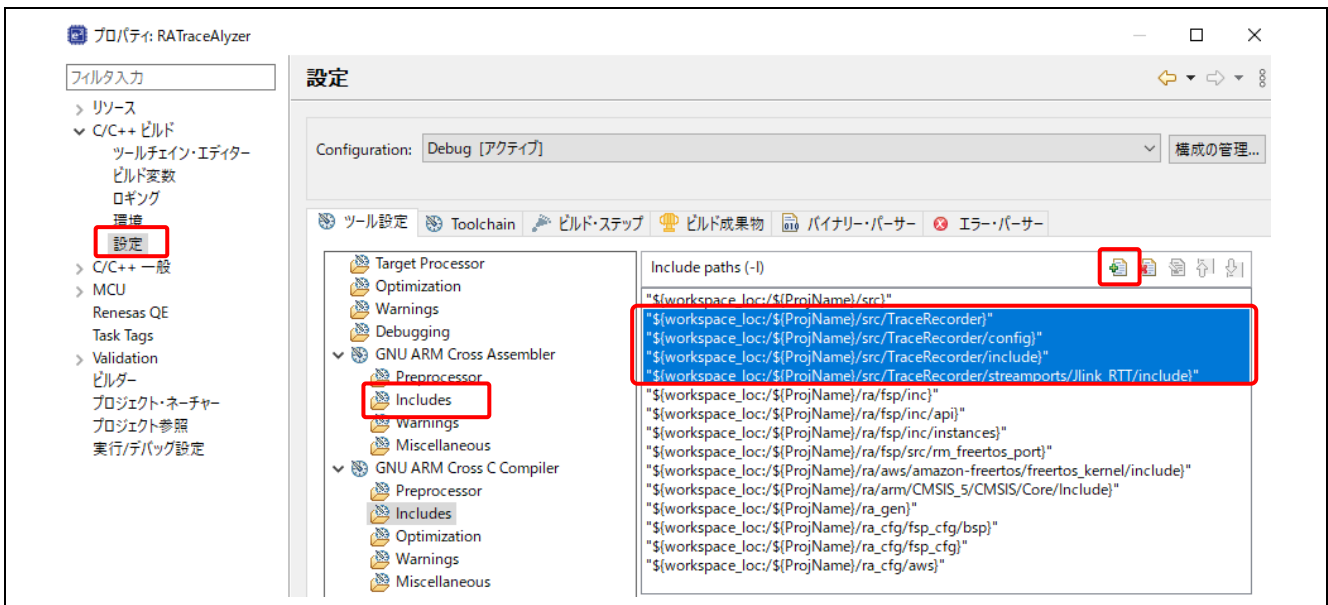 プロパティ: RATraceAlyzer
フィルタ入力
設定
リソース
C/C++ ビルド
ツールチェイン・エディター
ビルド変数
ロギング
環境
設定
C/C++ 一般
MCU
Renesas QE
Task Tags
Validation
ビルダー
プロジェクト・ネーチャー
プロジェクト参照
実行/デバッグ設定
Configuration: Debug [アクティブ]
構成の管理...
ツール設定 Toolchain ビルド・ステップ ビルド成果物 バイナリー・パーサー エラー・パーサー
Target Processor
Optimization
Warnings
Debugging
GNU ARM Cross Assembler
Preprocessor
Includes
Warnings
Miscellaneous
GNU ARM Cross C Compiler
Preprocessor
Includes
Optimization
Warnings
Miscellaneous
Include paths (-I)
"${workspace_loc:/${ProjName}/src}"
"${workspace_loc:/${ProjName}/src/TraceRecorder}"
"${workspace_loc:/${ProjName}/src/TraceRecorder/config}"
"${workspace_loc:/${ProjName}/src/TraceRecorder/include}"
"${workspace_loc:/${ProjName}/src/TraceRecorder/streamports/Jlink_RTT/include}"
"${workspace_loc:/${ProjName}/ra/fsp/inc}"
"${workspace_loc:/${ProjName}/ra/fsp/inc/api}"
"${workspace_loc:/${ProjName}/ra/fsp/inc/instances}"
"${workspace_loc:/${ProjName}/ra/fsp/src/rm_freertos_port}"
"${workspace_loc:/${ProjName}/ra/aws/amazon-freertos/freertos_kernel/include}"
"${workspace_loc:/${ProjName}/ra/arm/CMSIS_5/CMSIS/Core/Include}"
"${workspace_loc:/${ProjName}/ra_gen}"
"${workspace_loc:/${ProjName}/ra_cfg/fsp_cfg/bsp}"
"${workspace_loc:/${ProjName}/ra_cfg/fsp_cfg}"
"${workspace_loc:/${ProjName}/ra_cfg/aws}"